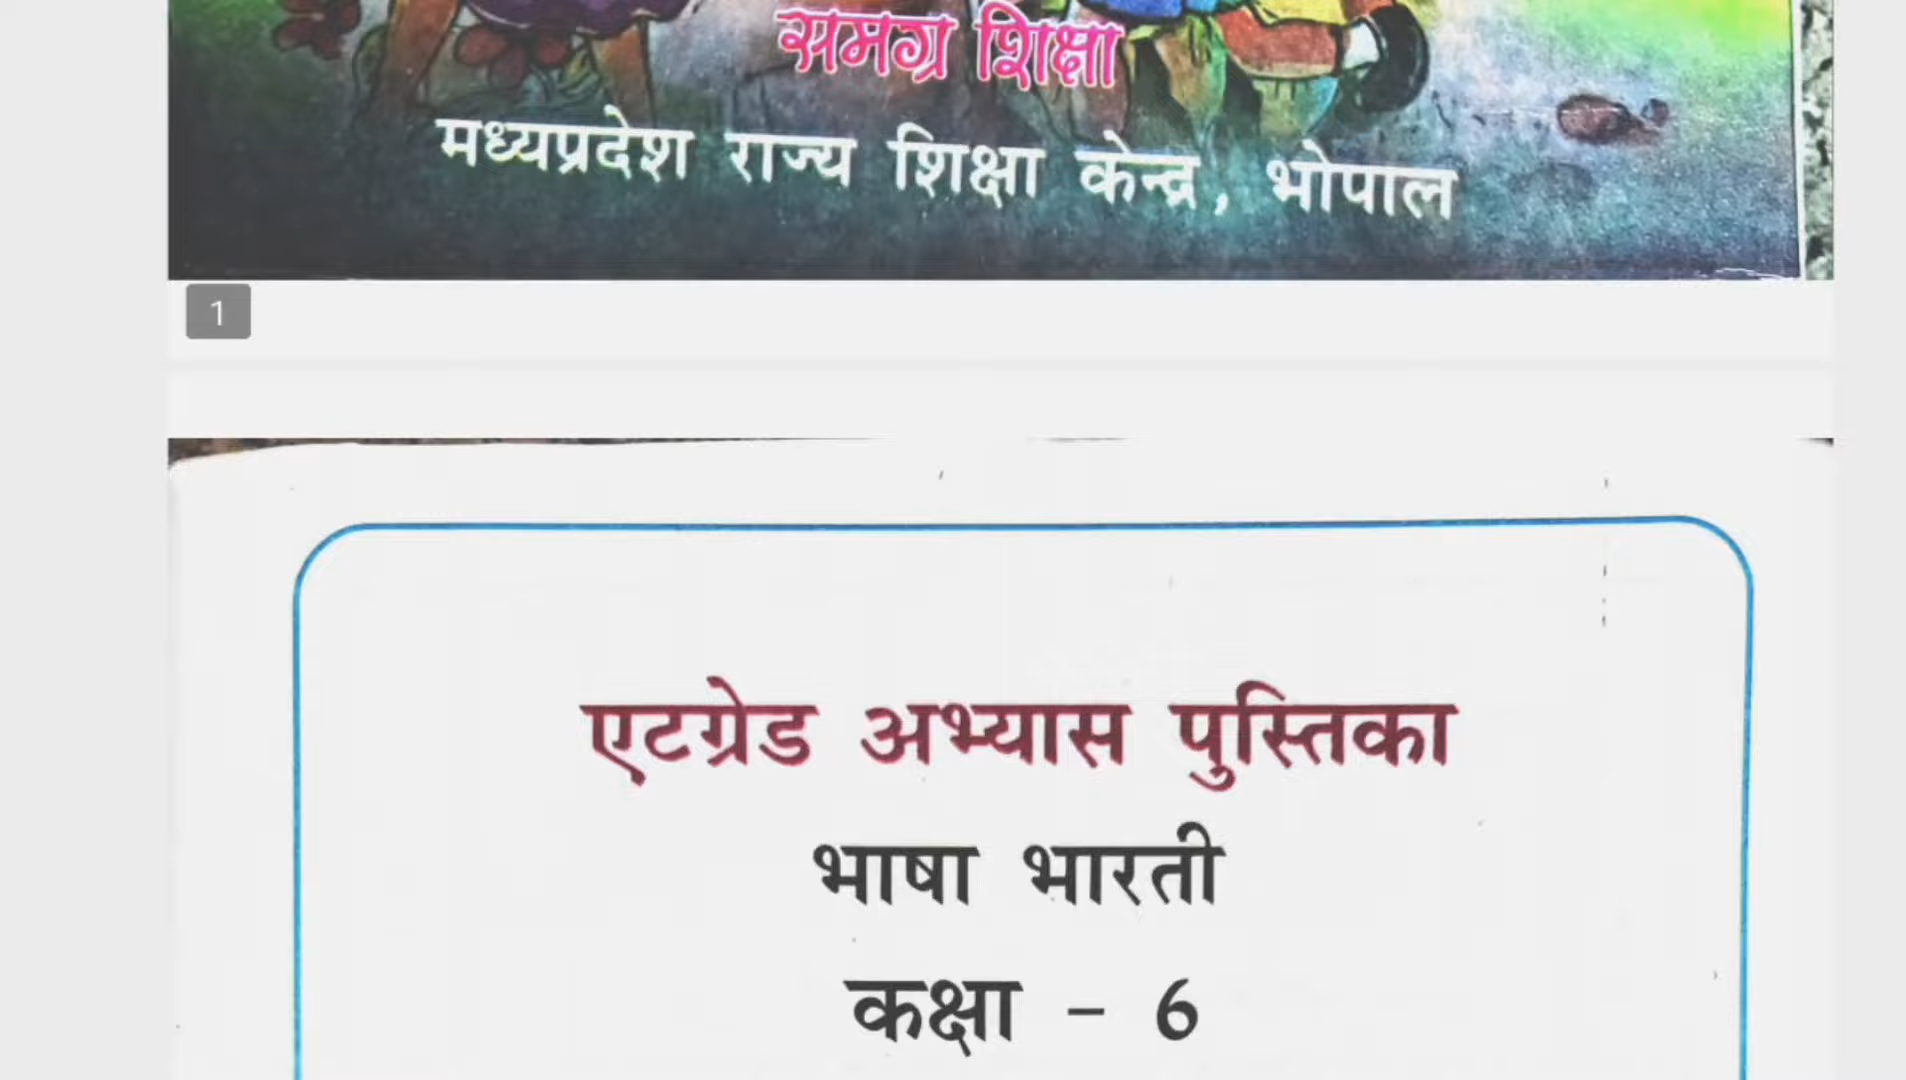 समग्र शिक्षा
मध्यप्रदेश राज्य शिक्षा केन्द्र, भोपाल
1
एटग्रेड अभ्यास पुस्तिका
भाषा भारती
कक्षा - 6